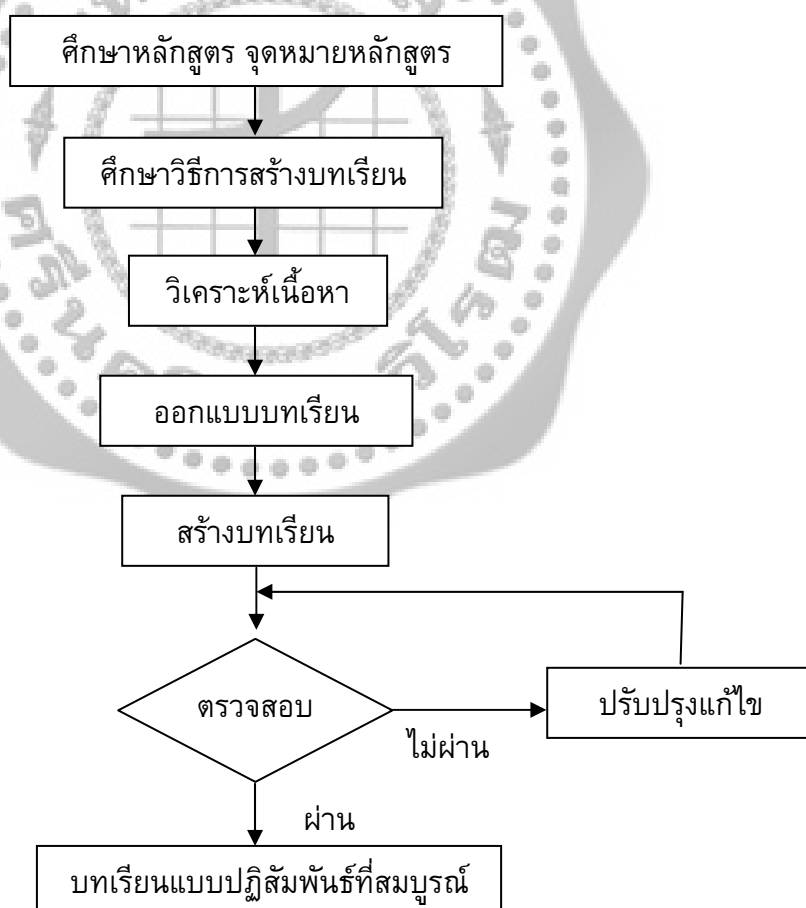 ศึกษาหลักสูตร จุดหมายหลักสูตร
ศึกษาวิธีการสร้างบทเรียน
วิเคราะห์เนื้อหา
ออกแบบบทเรียน
สร้างบทเรียน
ตรวจสอบ
ปรับปรุงแก้ไข
ไม่ผ่าน
ผ่าน
บทเรียนแบบปฏิสัมพันธ์ที่สมบูรณ์